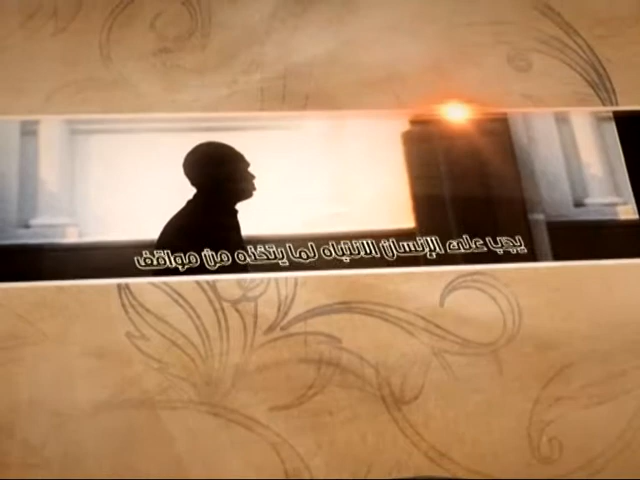 يجب على الإنسان الانتباه لما يتخذه من مواقف